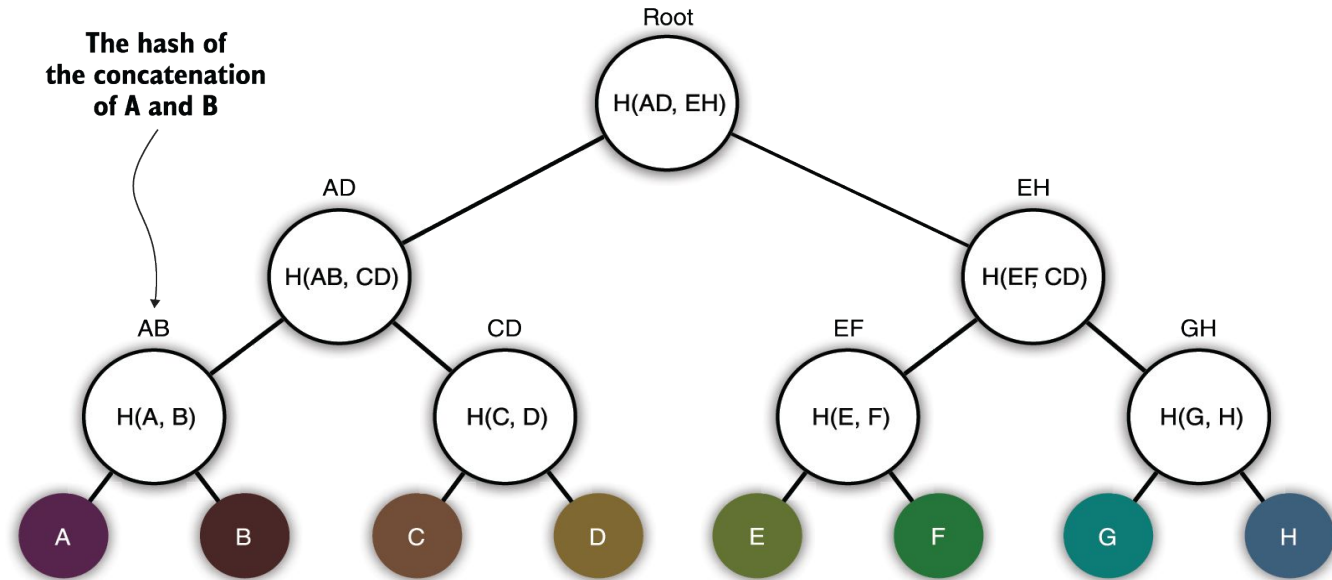 Root
The hash of
the concatenation
of A and B
H(AD, EH)
AD
EH
H(AB, CD)
H(EF, CD)
AB
CD
EF
GH
H(A, B)
H(C, D)
H(E, F)
H(G, H)
A
B
C
D
E
F
G
H